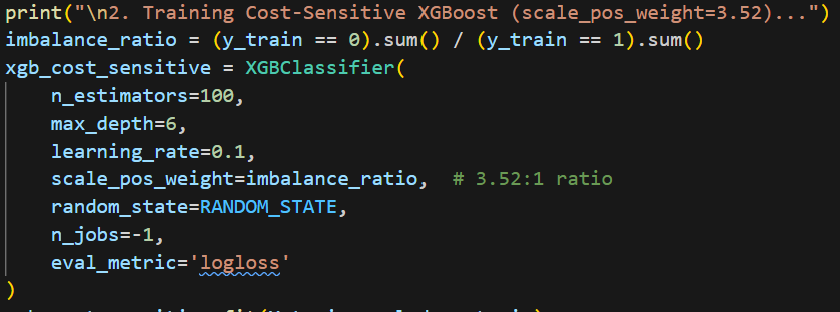 print("\n2. Training Cost-Sensitive XGBoost (scale_pos_weight=3.52)...")
imbalance_ratio = (y_train == 0).sum() / (y_train == 1).sum()
xgb_cost_sensitive = XGBClassifier(
    n_estimators=100,
    max_depth=6,
    learning_rate=0.1,
    scale_pos_weight=imbalance_ratio,  # 3.52:1 ratio
    random_state=RANDOM_STATE,
    n_jobs=-1,
    eval_metric='logloss'
)